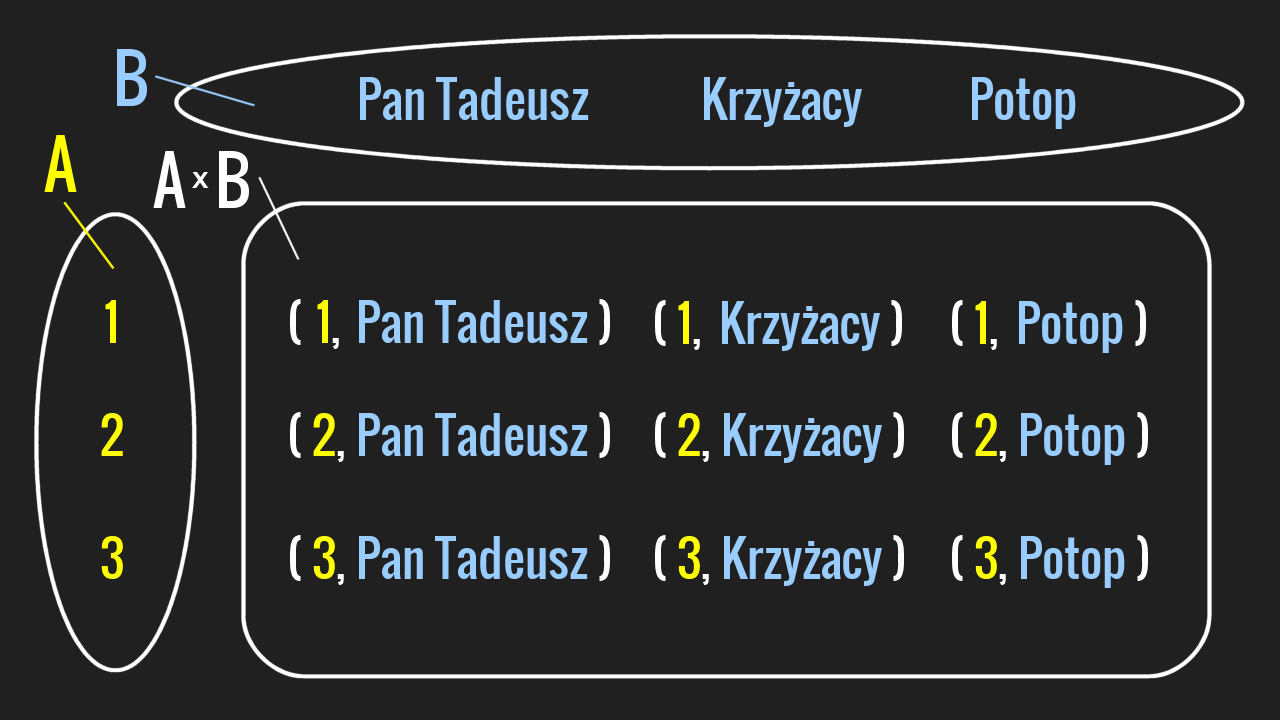 B
Pan Tadeusz Krzyżacy Potop
A
A x B
1 ( 1, Pan Tadeusz ) ( 1, Krzyżacy ) ( 1, Potop )
2 ( 2, Pan Tadeusz ) ( 2, Krzyżacy ) ( 2, Potop )
3 ( 3, Pan Tadeusz ) ( 3, Krzyżacy ) ( 3, Potop )